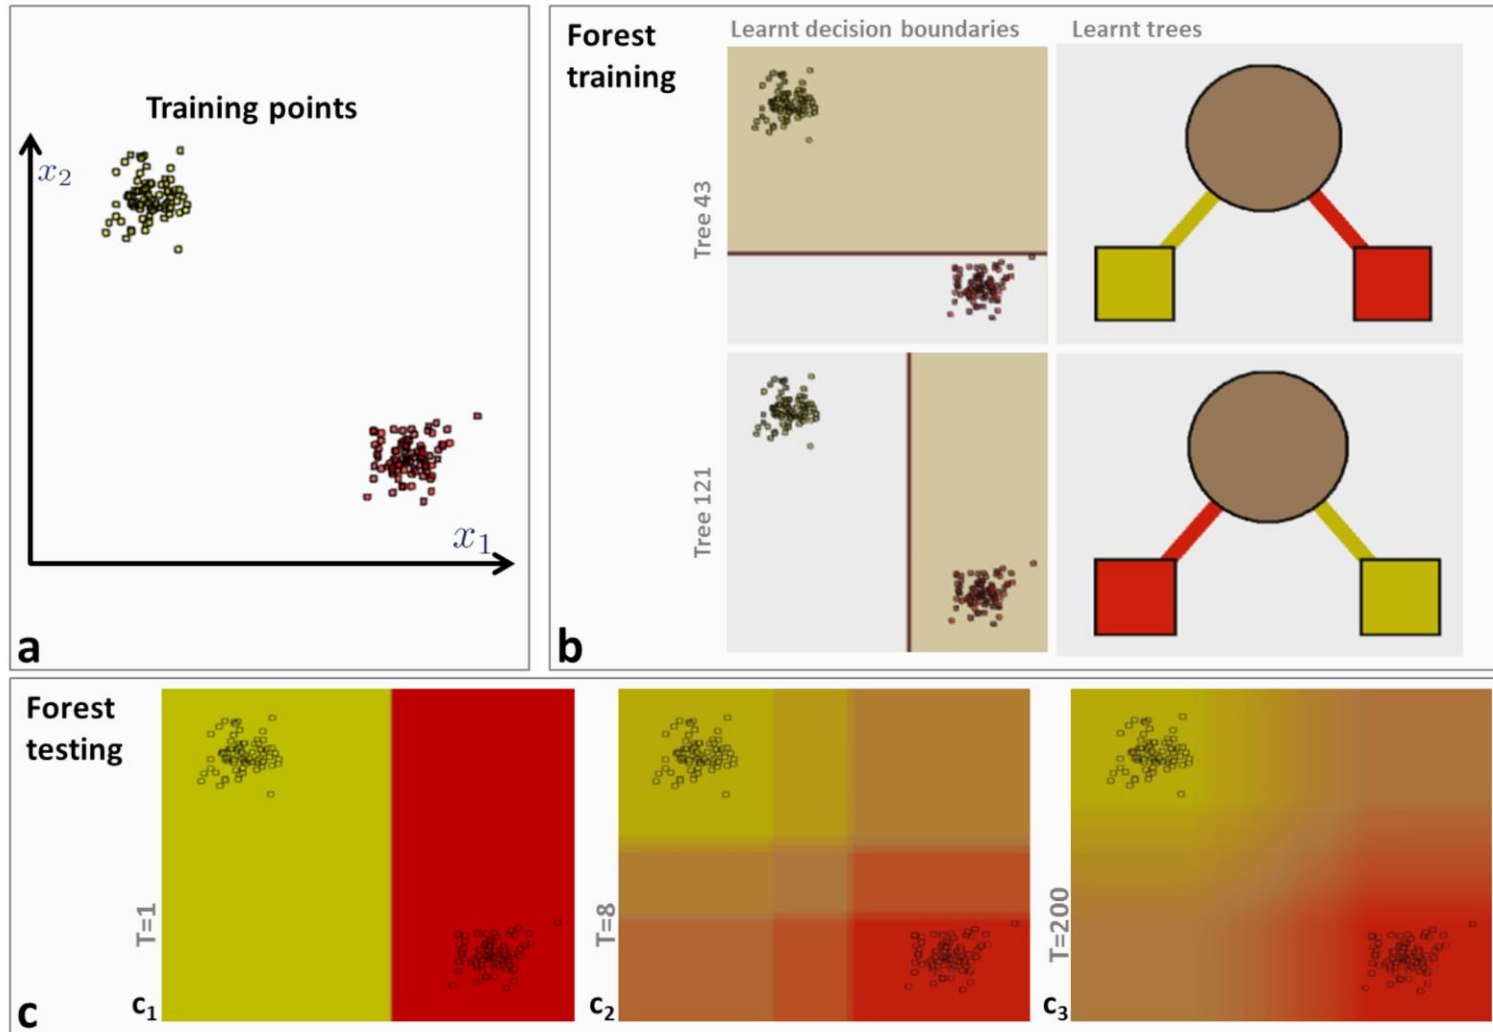 Training points
x2
x1
a
Forest
training
Learnt decision boundaries
Learnt trees
Tree 43
Tree 121
b
Forest
testing
T=1
c1
T=8
c2
T=200
c3
c